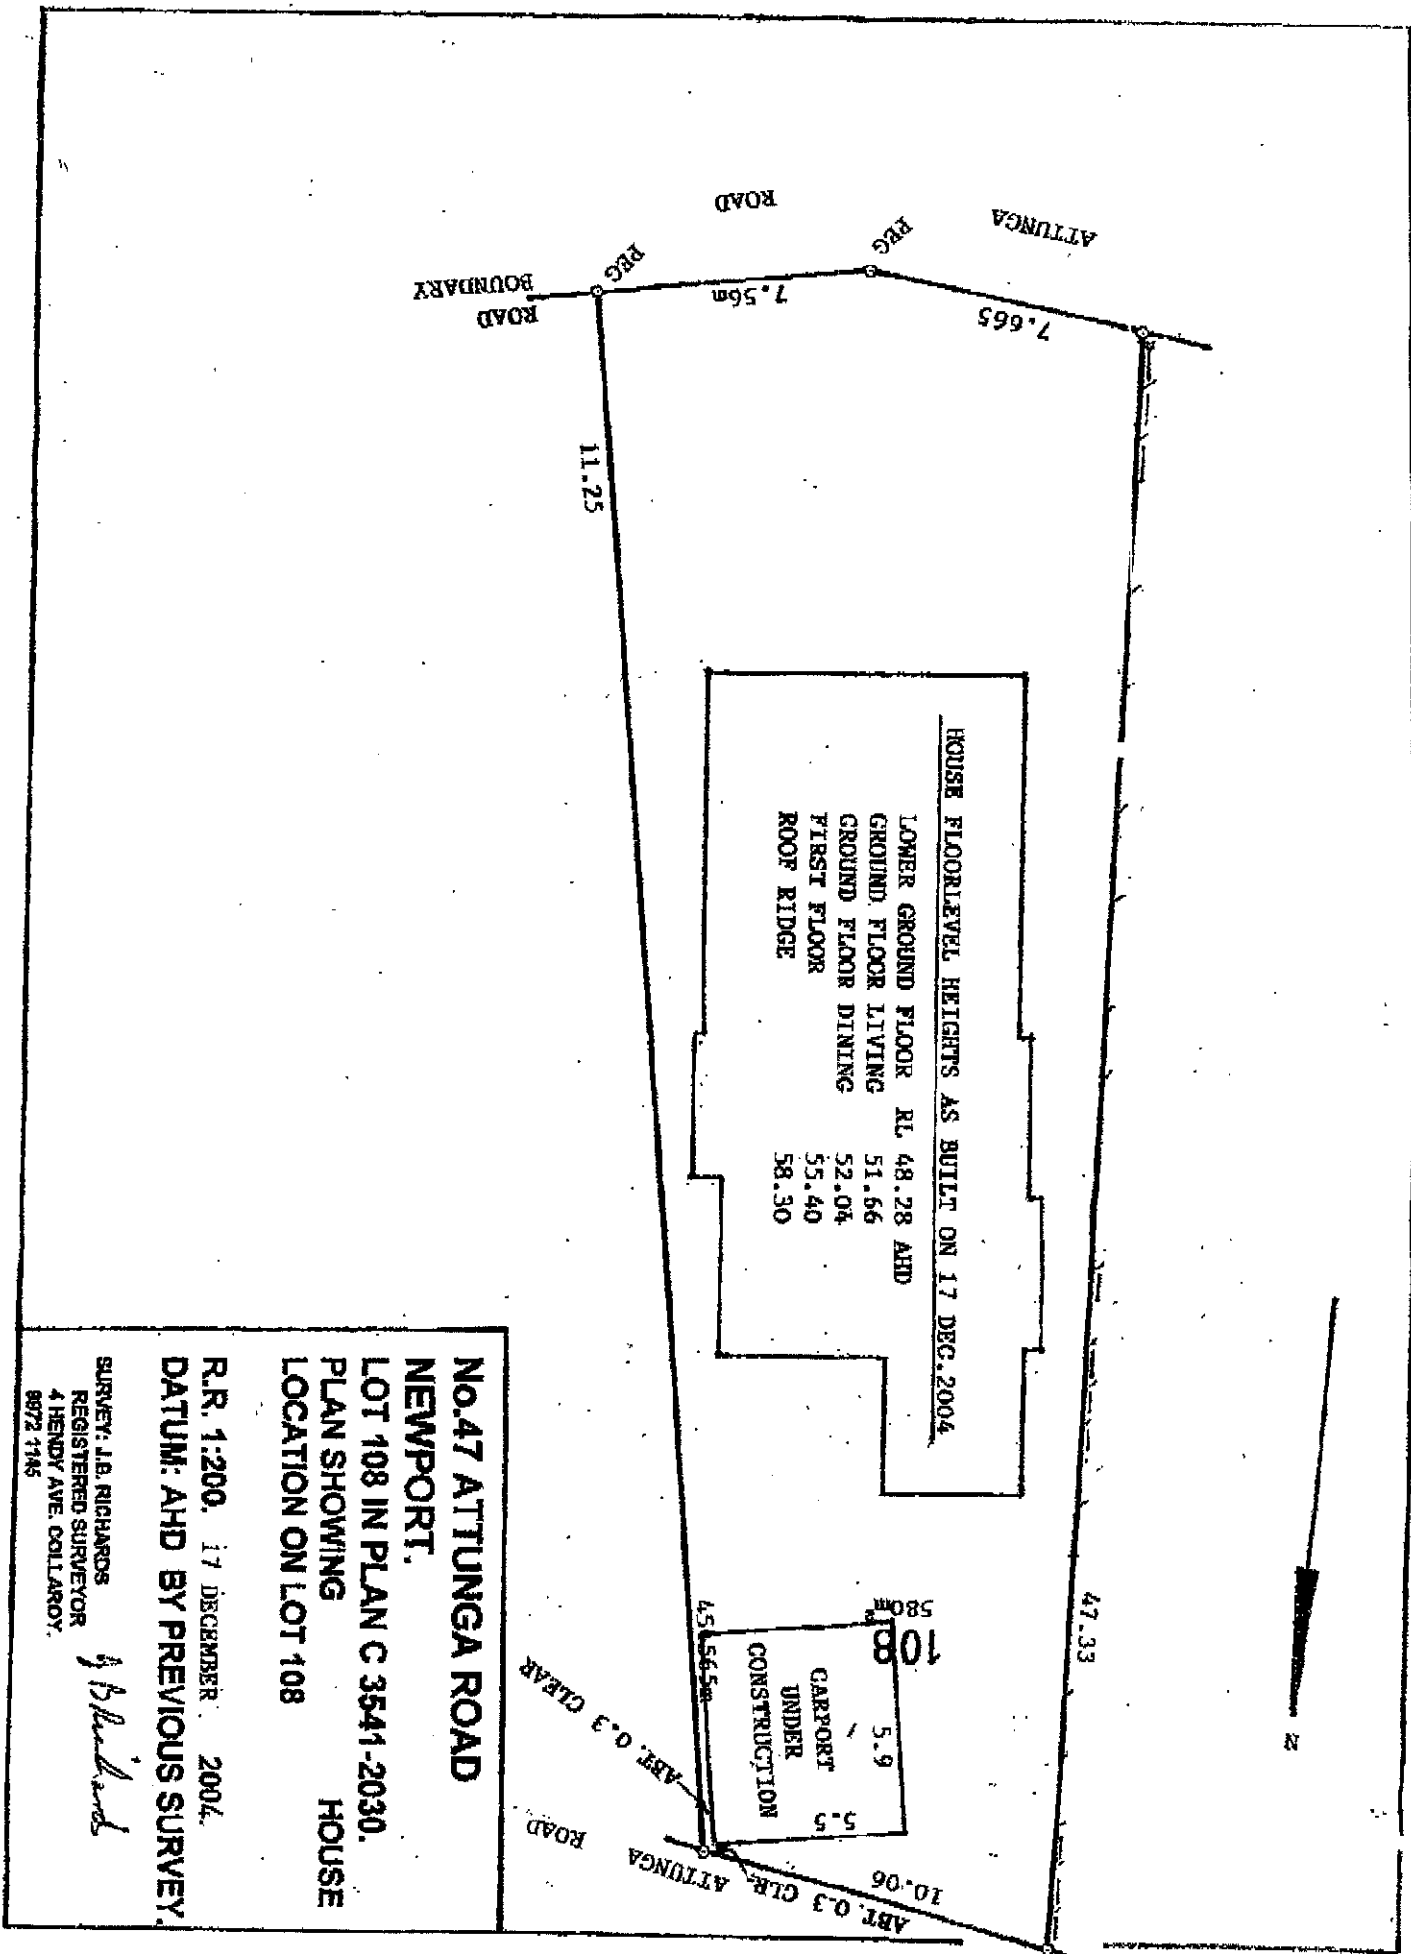 ATTUNGA
ROAD
PEG
PEG
ROAD
BOUNDARY
7.665
7.56m
11.25
47.33
HOUSE FLOORLEVEL HEIGHTS AS BUILT ON 17 DEC.2004
LOWER GROUND FLOOR RL 48.28 AHD
GROUND FLOOR LIVING 51.66
GROUND FLOOR DINING 52.04
FIRST FLOOR 55.40
ROOF RIDGE 58.30
108
580m²
5.9
CARPORT
UNDER
CONSTRUCTION
5.5
ABT. 0.3 CLEAR
ABT. 0.3 CLR.
10.06
ATTUNGA ROAD
N
No.47 ATTUNGA ROAD
NEWPORT.
LOT 108 IN PLAN C 3541-2030.
PLAN SHOWING HOUSE
LOCATION ON LOT 108
R.R. 1:200. 17 DECEMBER 2004.
DATUM: AHD BY PREVIOUS SURVEY.
SURVEY: J.B. RICHARDS
REGISTERED SURVEYOR
4 HENDY AVE. COLLAROY.
9972 1145